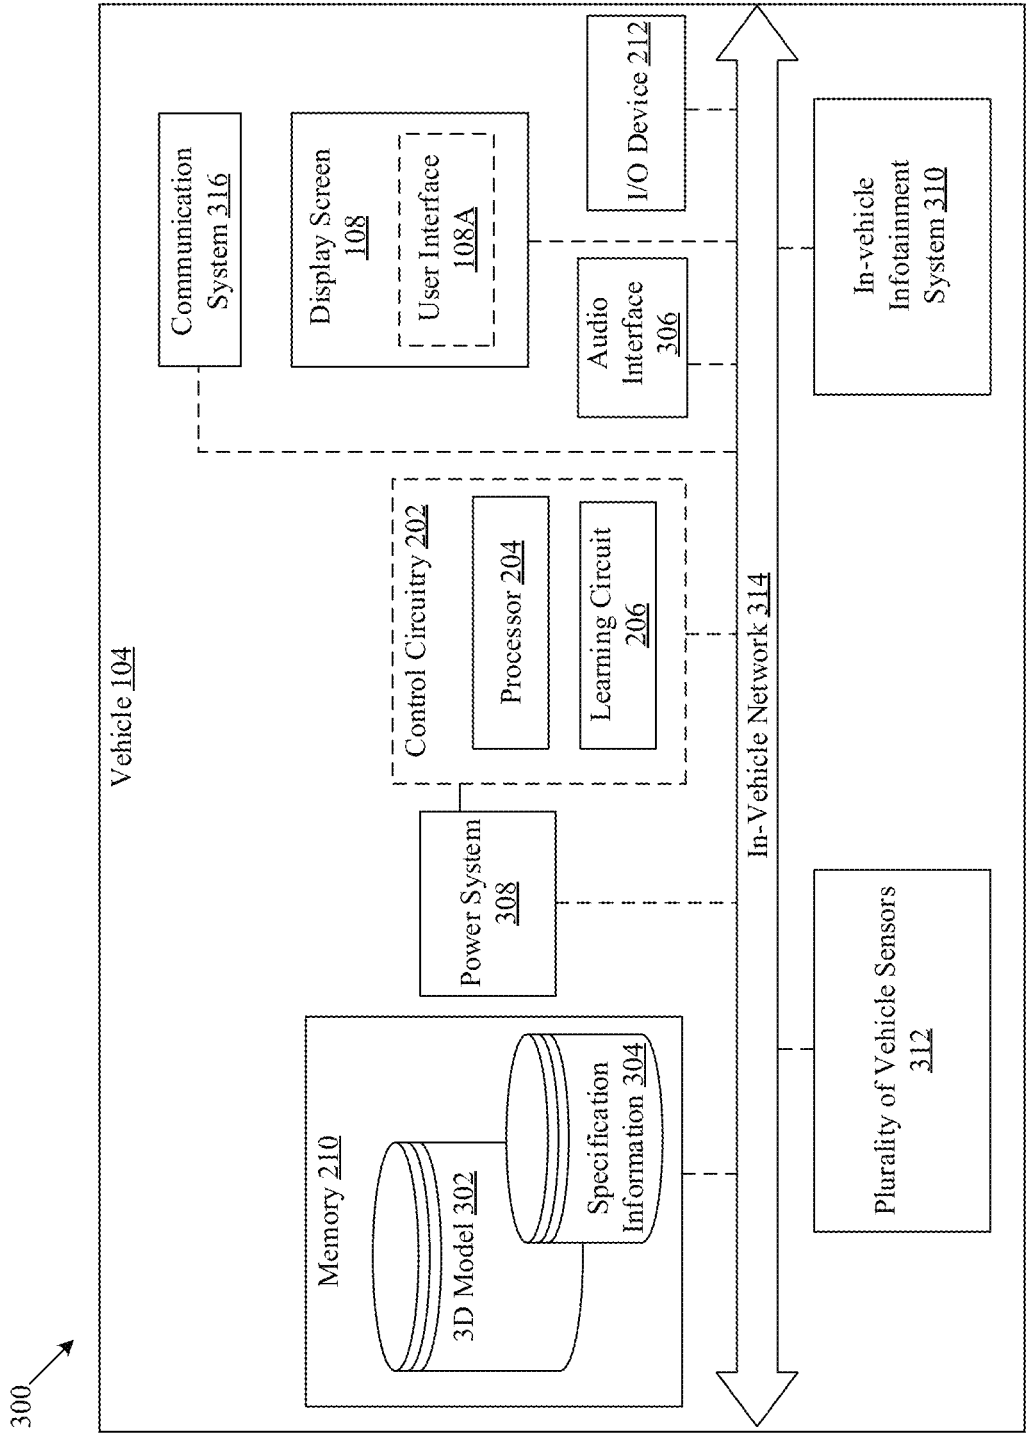 300
Vehicle 104
Memory 210
3D Model 302
Specification
Information 304
Power System
308
Control Circuitry 202
Processor 204
Learning Circuit
206
Communication
System 316
Display Screen
108
User Interface
108A
Audio
Interface
306
I/O Device 212
In-Vehicle Network 314
Plurality of Vehicle Sensors
312
In-vehicle
Infotainment
System 310